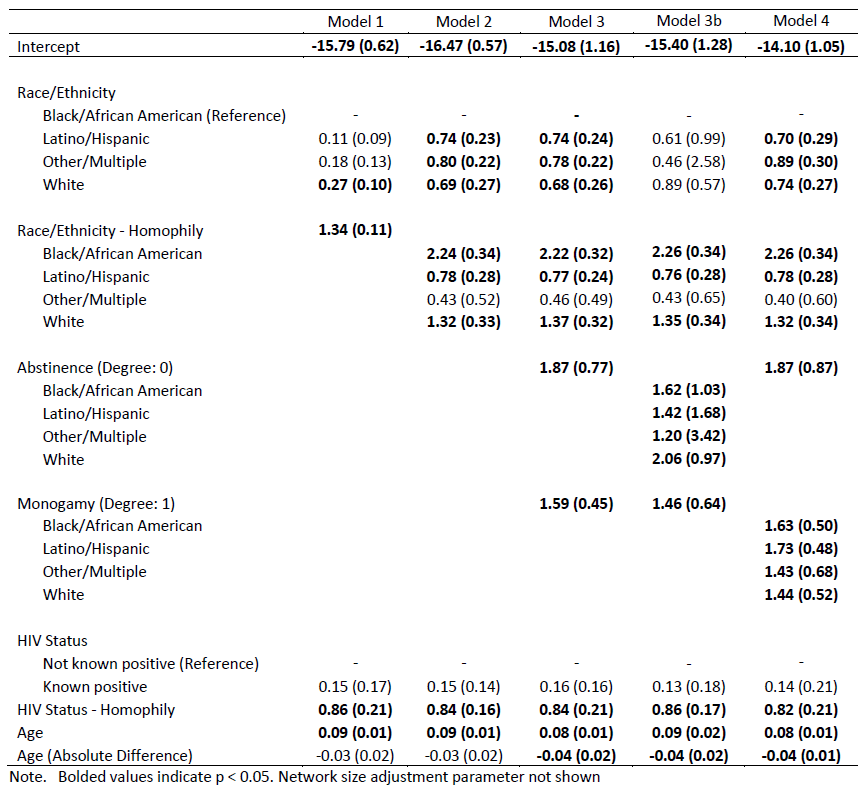 Model 1 Model 2 Model 3 Model 3b Model 4
Intercept -15.79 (0.62) -16.47 (0.57) -15.08 (1.16) -15.40 (1.28) -14.10 (1.05)
Race/Ethnicity
Black/African American (Reference) - - - - -
Latino/Hispanic 0.11 (0.09) 0.74 (0.23) 0.74 (0.24) 0.61 (0.99) 0.70 (0.29)
Other/Multiple 0.18 (0.13) 0.80 (0.22) 0.78 (0.22) 0.46 (2.58) 0.89 (0.30)
White 0.27 (0.10) 0.69 (0.27) 0.68 (0.26) 0.89 (0.57) 0.74 (0.27)
Race/Ethnicity - Homophily 1.34 (0.11)
Black/African American 2.24 (0.34) 2.22 (0.32) 2.26 (0.34) 2.26 (0.34)
Latino/Hispanic 0.78 (0.28) 0.77 (0.24) 0.76 (0.28) 0.78 (0.28)
Other/Multiple 0.43 (0.52) 0.46 (0.49) 0.43 (0.65) 0.40 (0.60)
White 1.32 (0.33) 1.37 (0.32) 1.35 (0.34) 1.32 (0.34)
Abstinence (Degree: 0) 1.87 (0.77) 1.87 (0.87)
Black/African American 1.62 (1.03)
Latino/Hispanic 1.42 (1.68)
Other/Multiple 1.20 (3.42)
White 2.06 (0.97)
Monogamy (Degree: 1) 1.59 (0.45) 1.46 (0.64)
Black/African American 1.63 (0.50)
Latino/Hispanic 1.73 (0.48)
Other/Multiple 1.43 (0.68)
White 1.44 (0.52)
HIV Status
Not known positive (Reference) - - - - -
Known positive 0.15 (0.17) 0.15 (0.14) 0.16 (0.16) 0.13 (0.18) 0.14 (0.21)
HIV Status - Homophily 0.86 (0.21) 0.84 (0.16) 0.84 (0.21) 0.86 (0.17) 0.82 (0.21)
Age 0.09 (0.01) 0.09 (0.01) 0.08 (0.01) 0.09 (0.02) 0.08 (0.01)
Age (Absolute Difference) -0.03 (0.02) -0.03 (0.02) -0.04 (0.02) -0.04 (0.02) -0.04 (0.01)
Note. Bolded values indicate p < 0.05. Network size adjustment parameter not shown